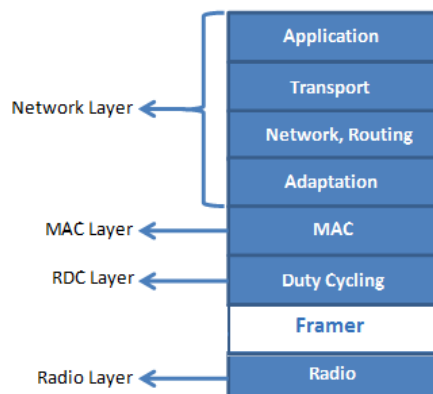 Application
Transport
Network Layer
Network, Routing
Adaptation
MAC Layer
MAC
RDC Layer
Duty Cycling
Framer
Radio Layer
Radio